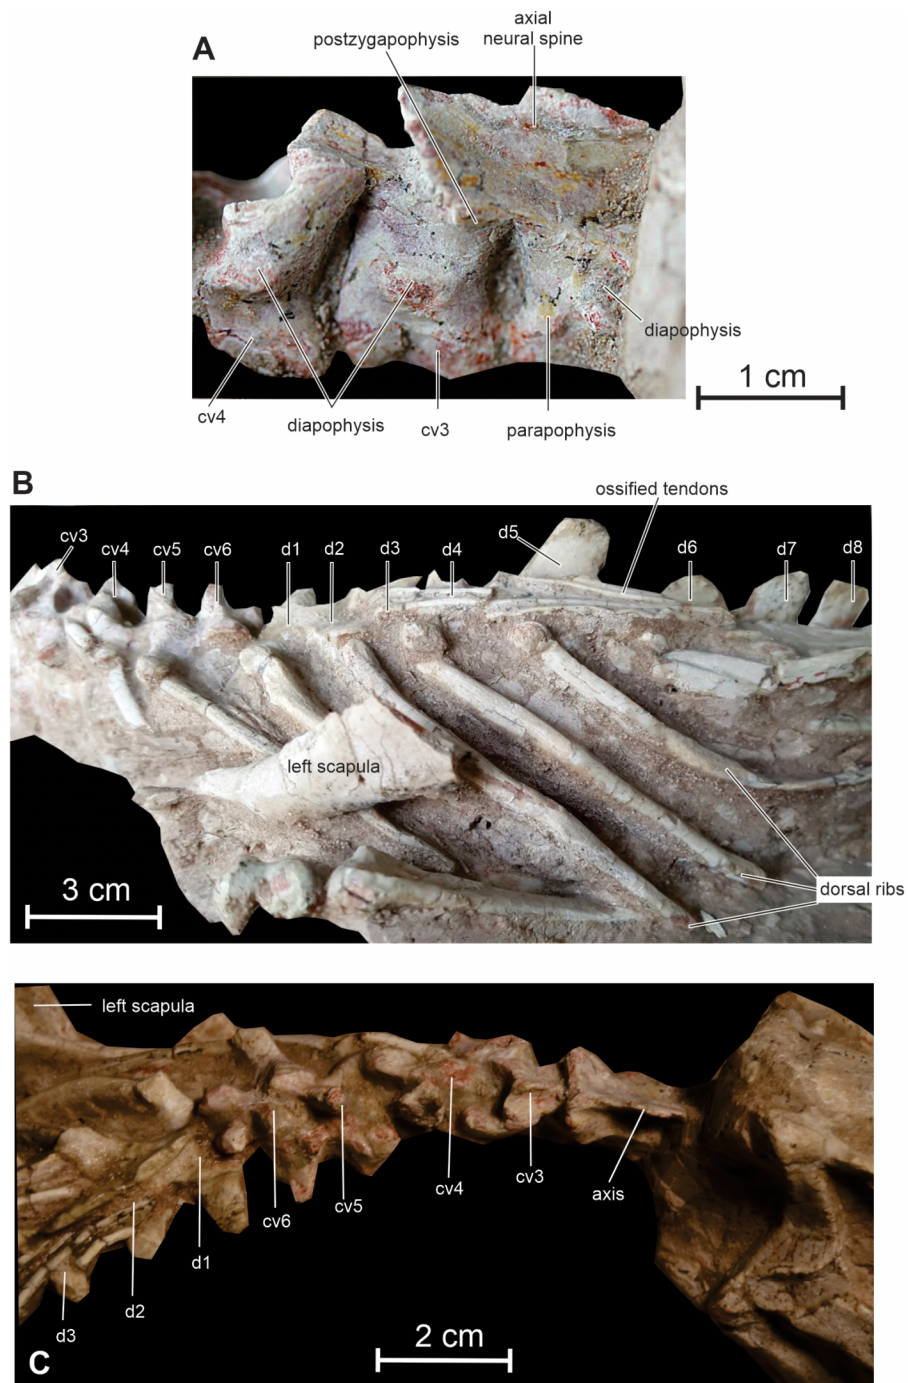 A
axial
neural spine
postzygapophysis
diapophysis
1 cm
cv4
diapophysis
cv3
parapophysis
B
ossified tendons
cv3
cv4
cv5
cv6
d1
d2
d3
d4
d5
d6
d7
d8
left scapula
3 cm
dorsal ribs
left scapula
cv3
cv4
axis
cv5
cv6
d1
d2
d3
2 cm
C